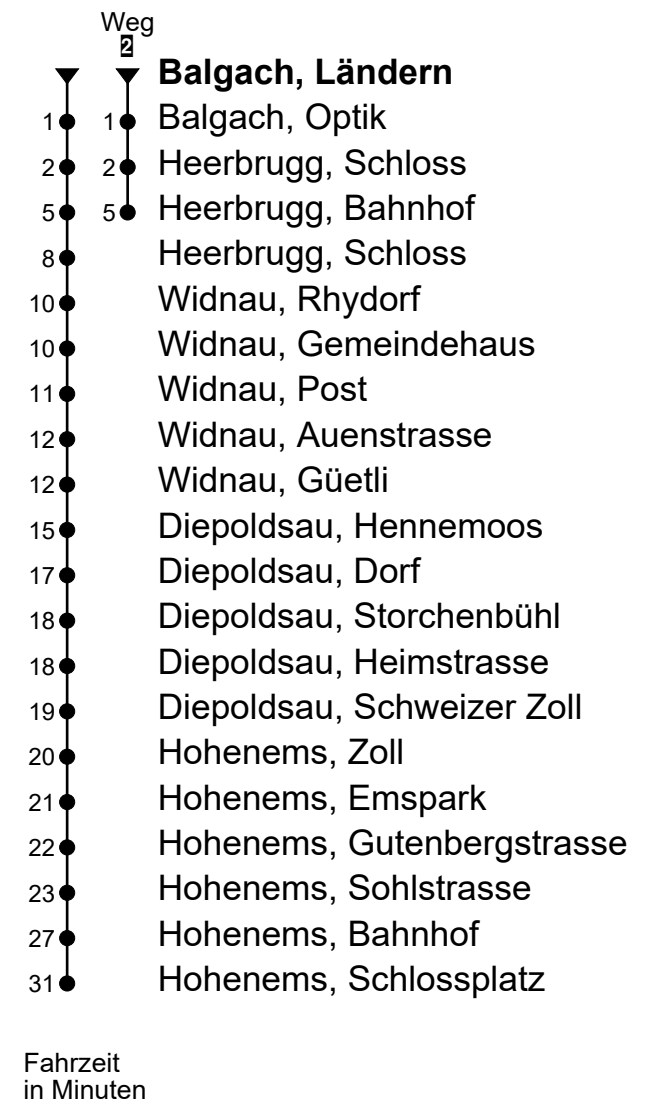 Weg
2
Balgach, Ländern
1 1 Balgach, Optik
2 2 Heerbrugg, Schloss
5 5 Heerbrugg, Bahnhof
8 Heerbrugg, Schloss
10 Widnau, Rhydorf
10 Widnau, Gemeindehaus
11 Widnau, Post
12 Widnau, Auenstrasse
12 Widnau, Güetli
15 Diepoldsau, Hennemoos
17 Diepoldsau, Dorf
18 Diepoldsau, Storchenbühl
18 Diepoldsau, Heimstrasse
19 Diepoldsau, Schweizer Zoll
20 Hohenems, Zoll
21 Hohenems, Emspark
22 Hohenems, Gutenbergstrasse
23 Hohenems, Sohlstrasse
27 Hohenems, Bahnhof
31 Hohenems, Schlossplatz
Fahrzeit
in Minuten